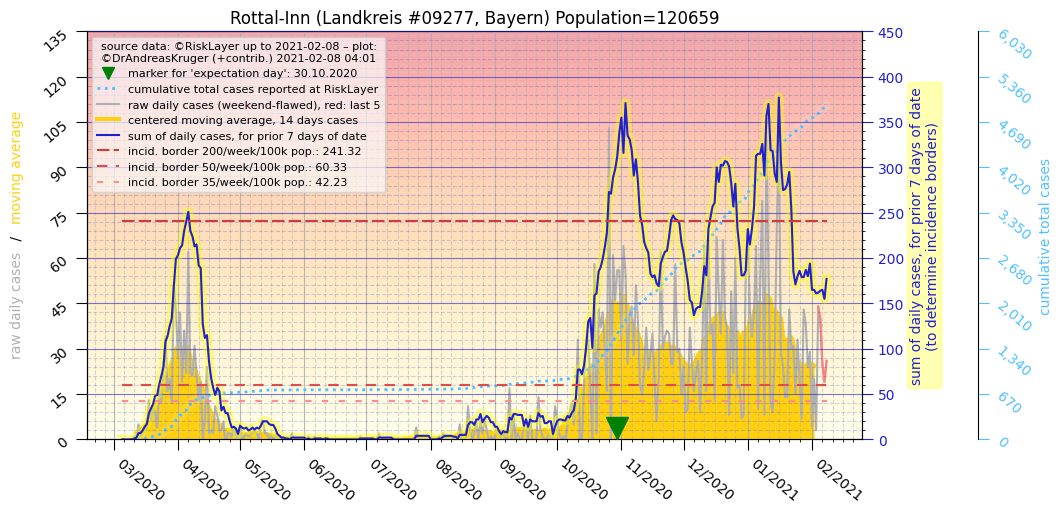 Rottal-Inn (Landkreis #09277, Bayern) Population=120659
source data: ©RiskLayer up to 2021-02-08 – plot:
©DrAndreasKruger (+contrib.) 2021-02-08 04:01
marker for 'expectation day': 30.10.2020
cumulative total cases reported at RiskLayer
raw daily cases (weekend-flawed), red: last 5
centered moving average, 14 days cases
sum of daily cases, for prior 7 days of date
incid. border 200/week/100k pop.: 241.32
incid. border 50/week/100k pop.: 60.33
incid. border 35/week/100k pop.: 42.23
raw daily cases / moving average
135
120
105
90
75
60
45
30
15
0
03/2020
04/2020
05/2020
06/2020
07/2020
08/2020
09/2020
10/2020
11/2020
12/2020
01/2021
02/2021
450
400
350
300
250
200
150
100
50
0
sum of daily cases, for prior 7 days of date
(to determine incidence borders)
6,030
5,360
4,690
4,020
3,350
2,680
2,010
1,340
670
0
cumulative total cases